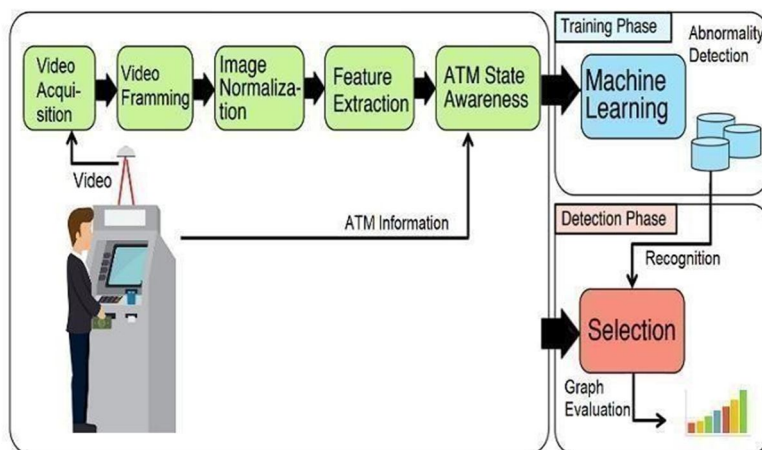 Video
Acqui-
sition
Video
Framming
Image
Normaliza-
tion
Feature
Extraction
ATM State
Awareness
Video
ATM Information
Training Phase
Abnormality
Detection
Machine
Learning
Detection Phase
Recognition
Selection
Graph
Evaluation